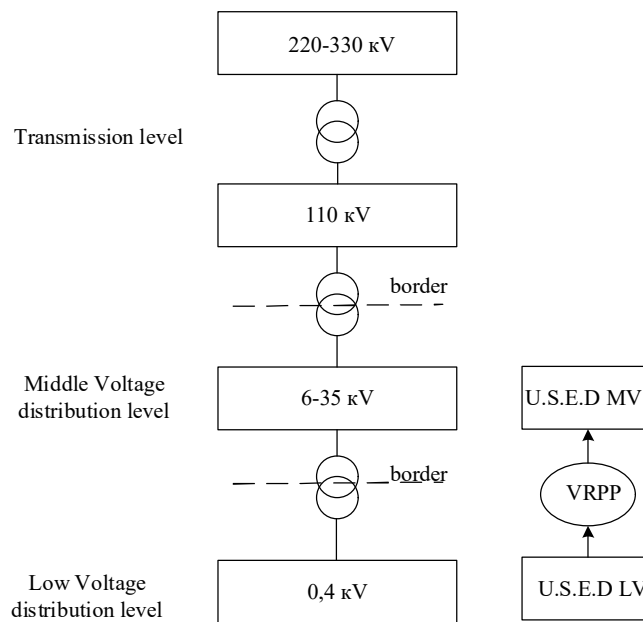 220-330 кV
Transmission level
110 кV
border
Middle Voltage
distribution level
6-35 кV
U.S.E.D MV
border
VRPP
Low Voltage
distribution level
0,4 кV
U.S.E.D LV